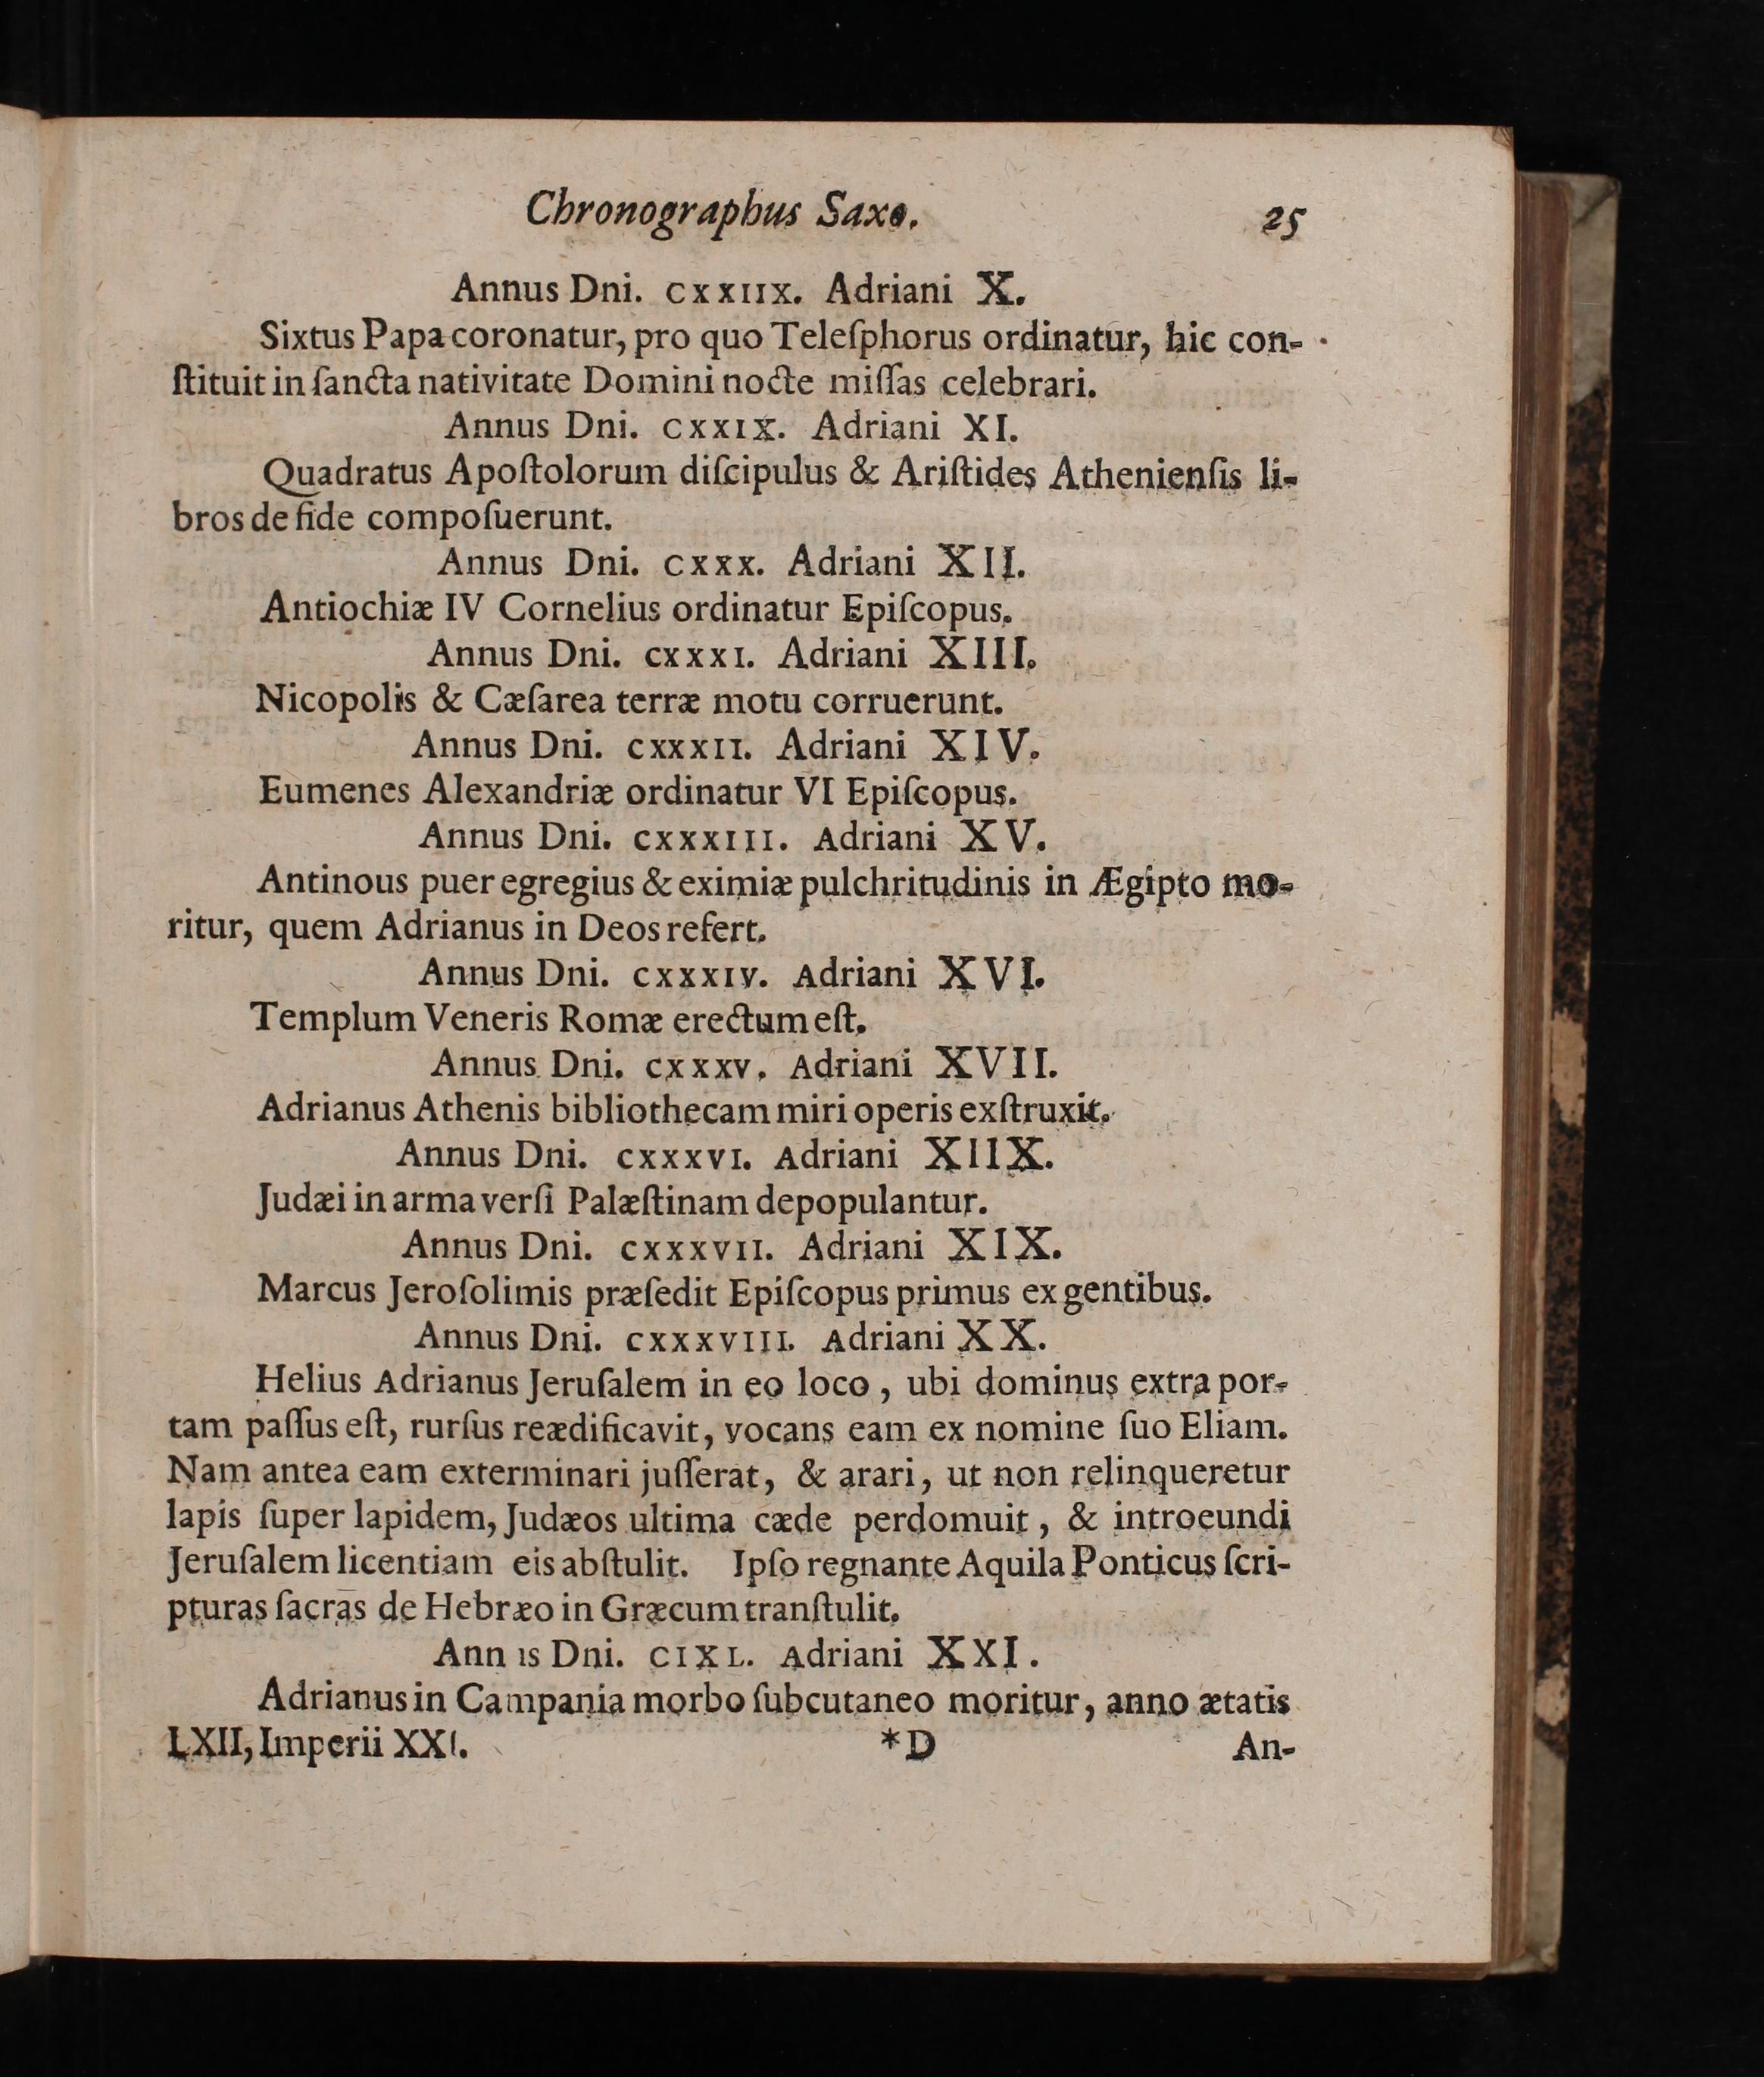 Chronographus Saxo. 25
Annus Dni. cxxiix. Adriani X.
Sixtus Papa coronatur, pro quo Teleſphorus ordinatur, hic con-
ſtituit in ſancta nativitate Domini nocte miſſas celebrari.
Annus Dni. cxxix. Adriani XI.
Quadratus Apoſtolorum diſcipulus & Ariſtides Athenienſis li-
bros de fide compoſuerunt.
Annus Dni. cxxx. Adriani XII.
Antiochiæ IV Cornelius ordinatur Epiſcopus.
Annus Dni. cxxxi. Adriani XIII.
Nicopolis & Cæſarea terræ motu corruerunt.
Annus Dni. cxxxii. Adriani XIV.
Eumenes Alexandriæ ordinatur VI Epiſcopus.
Annus Dni. cxxxiii. Adriani XV.
Antinous puer egregius & eximiæ pulchritudinis in Ægipto mo-
ritur, quem Adrianus in Deos refert.
Annus Dni. cxxxiv. Adriani XVI.
Templum Veneris Romæ erectum eſt.
Annus Dni. cxxxv. Adriani XVII.
Adrianus Athenis bibliothecam miri operis exſtruxit.
Annus Dni. cxxxvi. Adriani XIIX.
Judæi in arma verſi Palæſtinam depopulantur.
Annus Dni. cxxxvii. Adriani XIX.
Marcus Jeroſolimis præſedit Epiſcopus primus ex gentibus.
Annus Dni. cxxxviii. Adriani XX.
Helius Adrianus Jeruſalem in eo loco, ubi dominus extra por-
tam paſſus eſt, rurſus reædificavit, vocans eam ex nomine ſuo Eliam.
Nam antea eam exterminari juſſerat, & arari, ut non relinqueretur
lapis ſuper lapidem, Judæos ultima cæde perdomuit, & introeundi
Jeruſalem licentiam eis abſtulit. Ipſo regnante Aquila Ponticus ſcri-
pturas ſacras de Hebræo in Græcum tranſtulit.
Annus Dni. cixl. Adriani XXI.
Adrianus in Campania morbo ſubcutaneo moritur, anno ætatis
LXII, Imperii XXI. *D An-